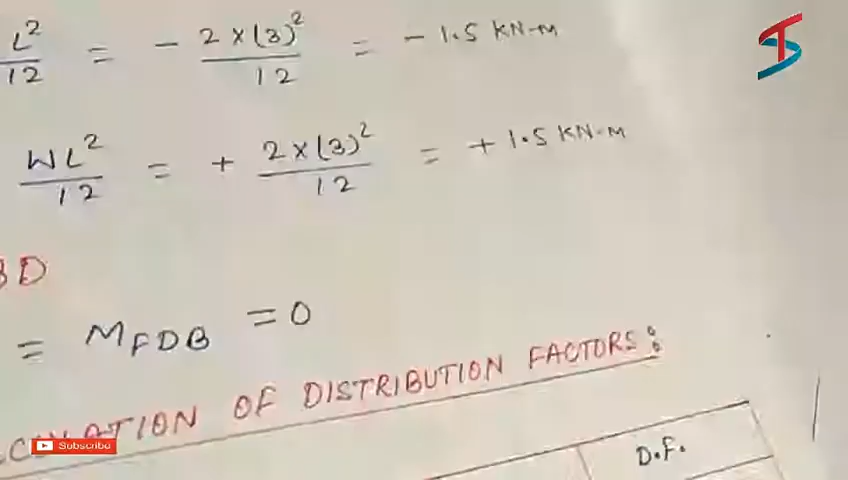 L²/12 = - 2×(3)²/12 = - 1.5 KN-M
WL²/12 = + 2×(3)²/12 = + 1.5 KN-M
BD
= MFDB = 0
CULATION OF DISTRIBUTION FACTORS:
Subscribe
D.F.